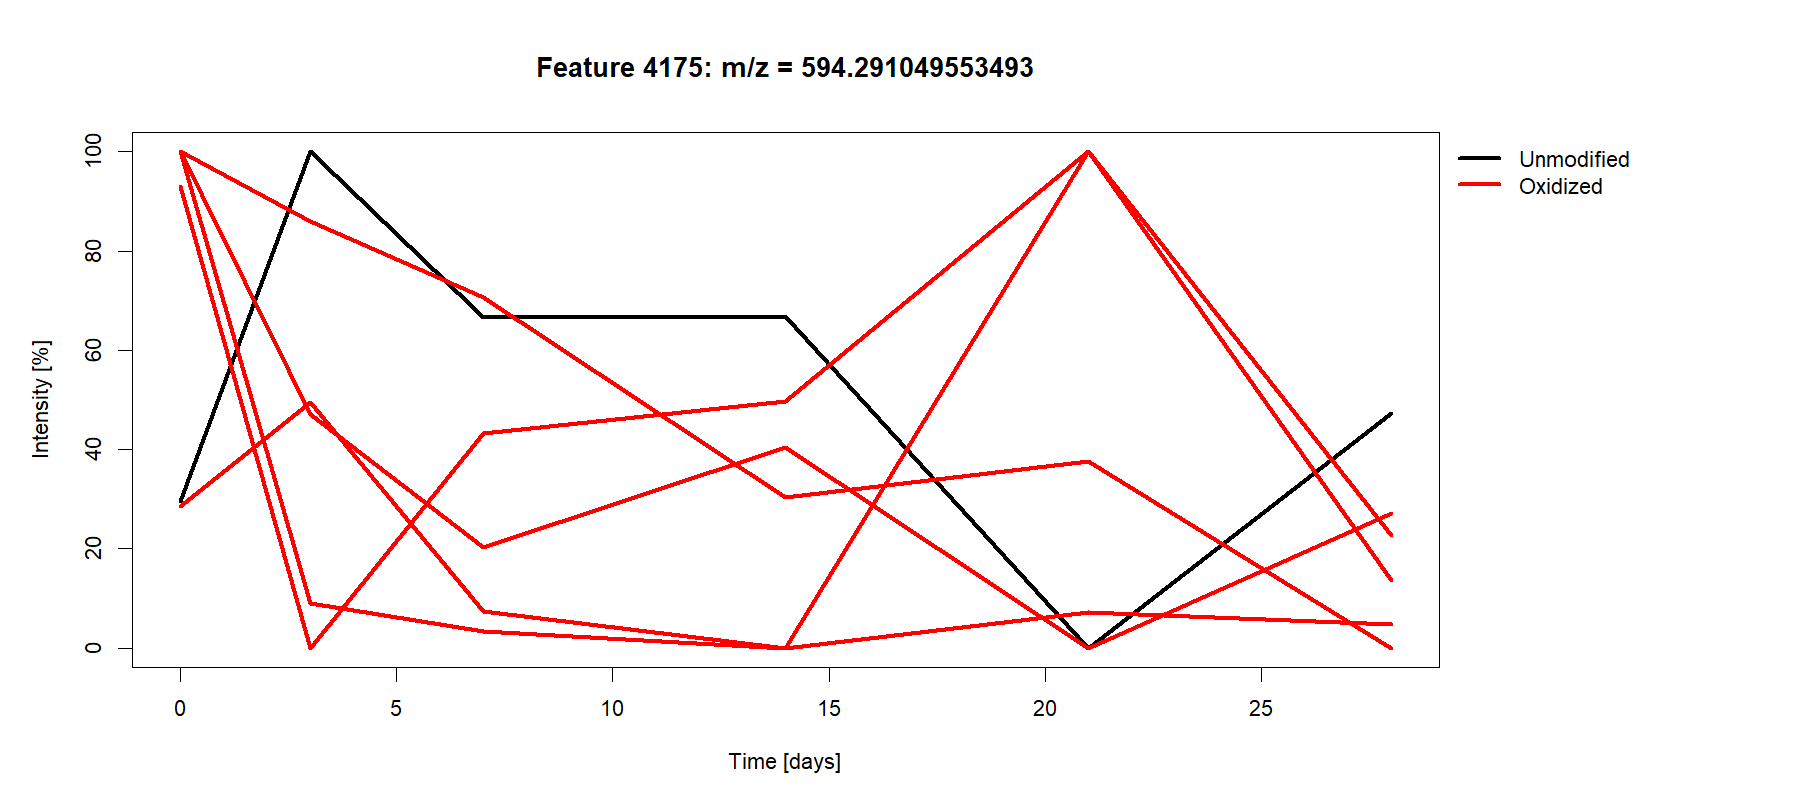 Feature 4175: m/z = 594.291049553493
Unmodified
Oxidized
Intensity [%]
100
80
60
40
20
0
0 5 10 15 20 25
Time [days]